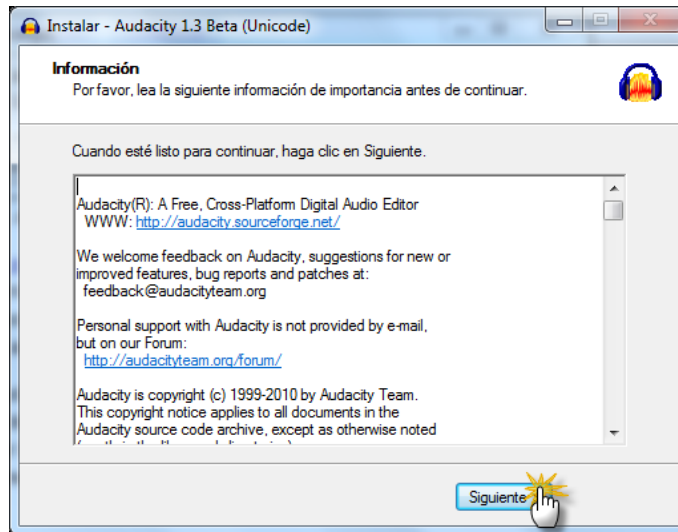 Instalar - Audacity 1.3 Beta (Unicode)
Información
Por favor, lea la siguiente información de importancia antes de continuar.
Cuando esté listo para continuar, haga clic en Siguiente.
Audacity(R): A Free, Cross-Platform Digital Audio Editor
WWW: http://audacity.sourceforge.net/
We welcome feedback on Audacity, suggestions for new or
improved features, bug reports and patches at:
feedback@audacityteam.org
Personal support with Audacity is not provided by e-mail,
but on our Forum:
http://audacityteam.org/forum/
Audacity is copyright (c) 1999-2010 by Audacity Team.
This copyright notice applies to all documents in the
Audacity source code archive, except as otherwise noted
Siguiente